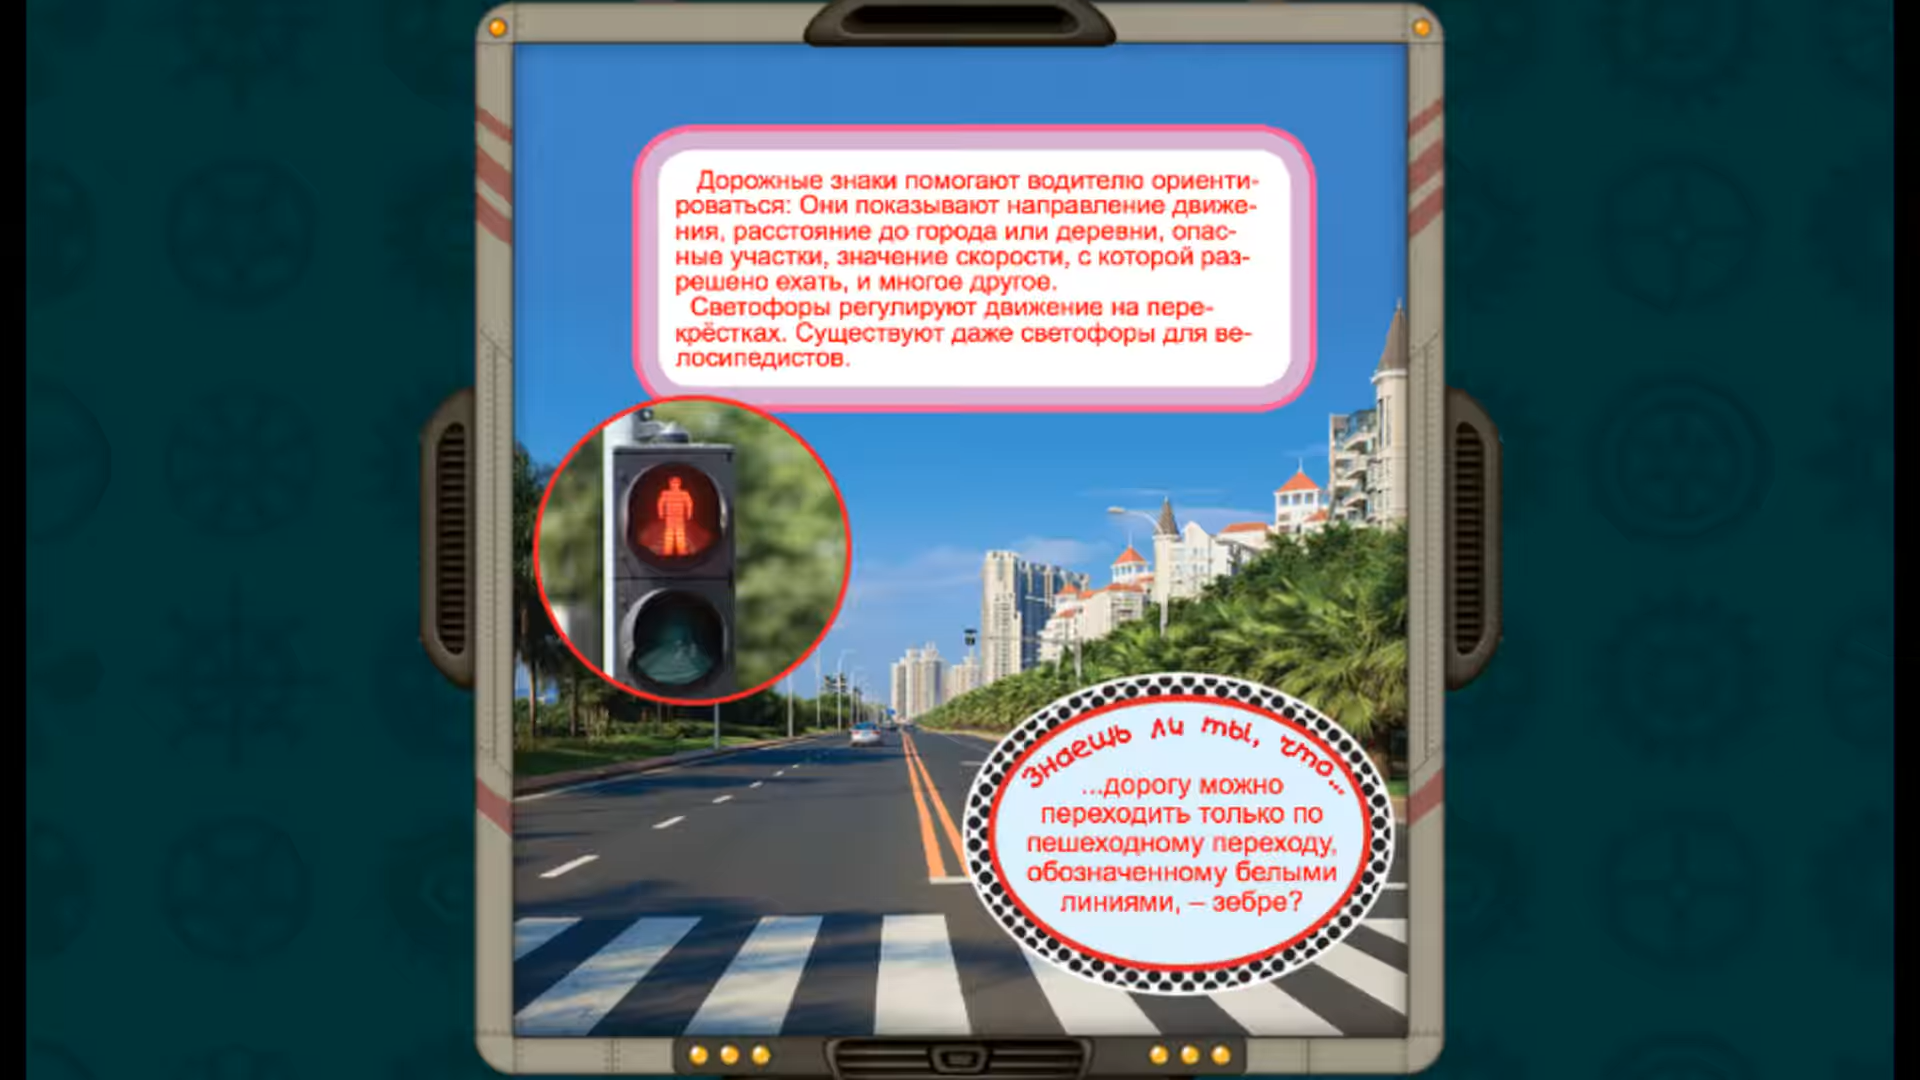 Дорожные знаки помогают водителю ориенти-
роваться: Они показывают направление движе-
ния, расстояние до города или деревни, опас-
ные участки, значение скорости, с которой раз-
решено ехать, и многое другое.
Светофоры регулируют движение на пере-
крёстках. Существуют даже светофоры для ве-
лосипедистов.
Знаешь ли ты, что...
...дорогу можно
переходить только по
пешеходному переходу,
обозначенному белыми
линиями, – зебре?